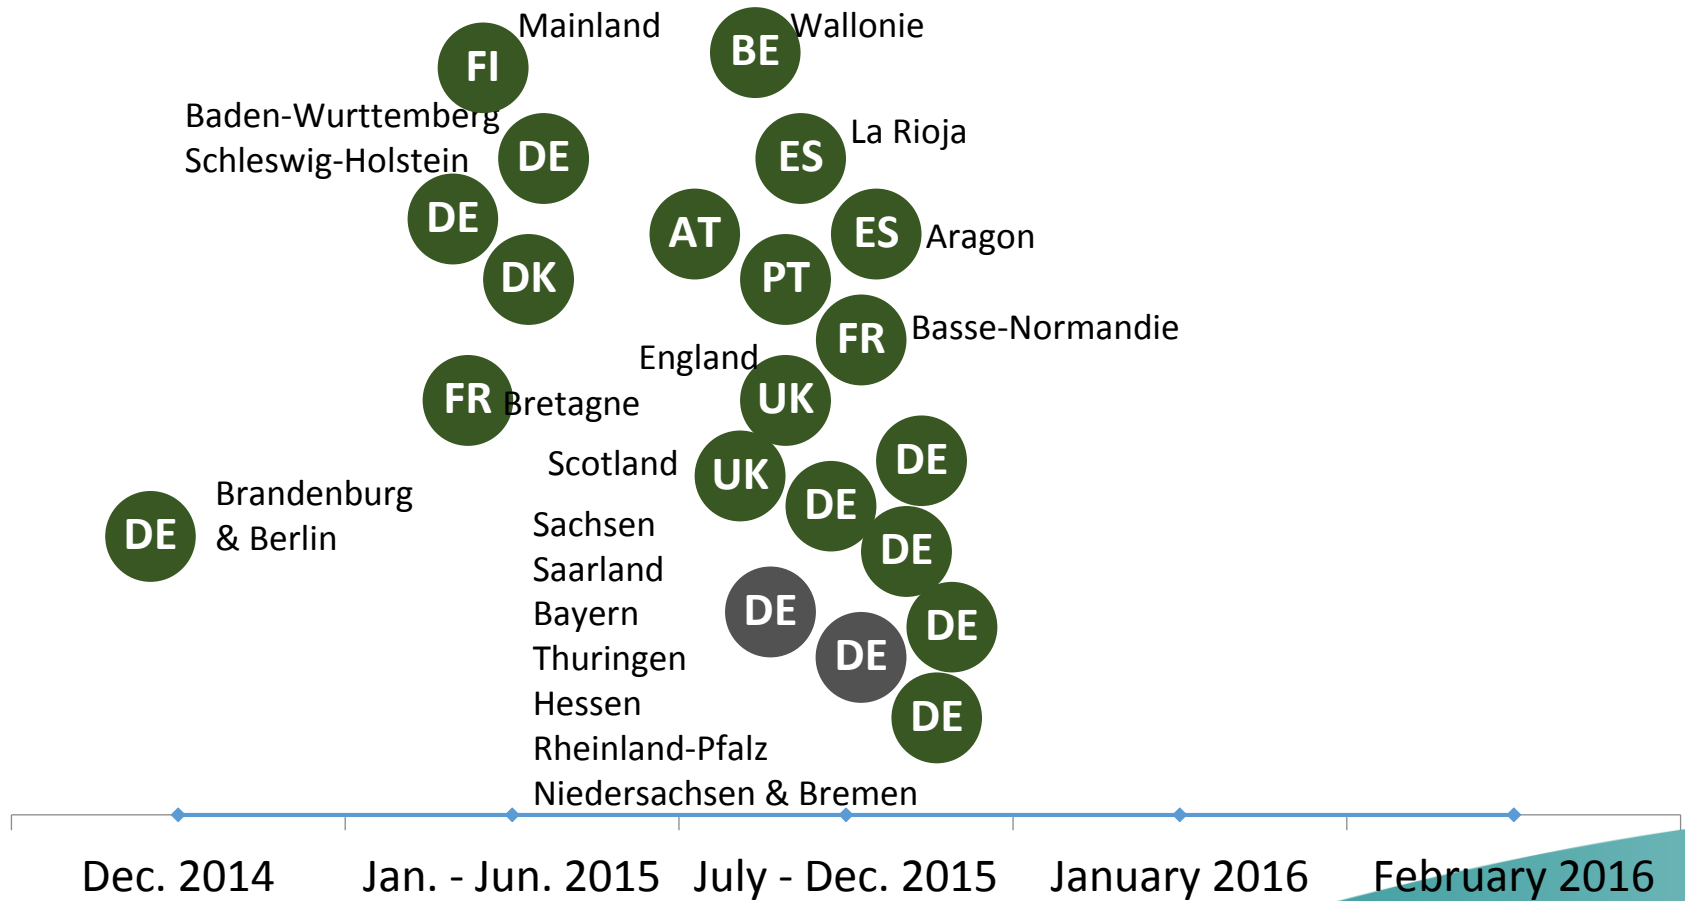 Mainland
FI
BE
Wallonie
Baden-Wurttemberg
Schleswig-Holstein
DE
ES
La Rioja
DE
AT
ES
Aragon
DK
PT
FR
Basse-Normandie
England
FR
Bretagne
UK
Scotland
UK
DE
DE
Brandenburg
& Berlin
DE
DE
Sachsen
Saarland
Bayern
Thuringen
Hessen
Rheinland-Pfalz
Niedersachsen & Bremen
DE
DE
DE
DE
Dec. 2014
Jan. - Jun. 2015
July - Dec. 2015
January 2016
February 2016